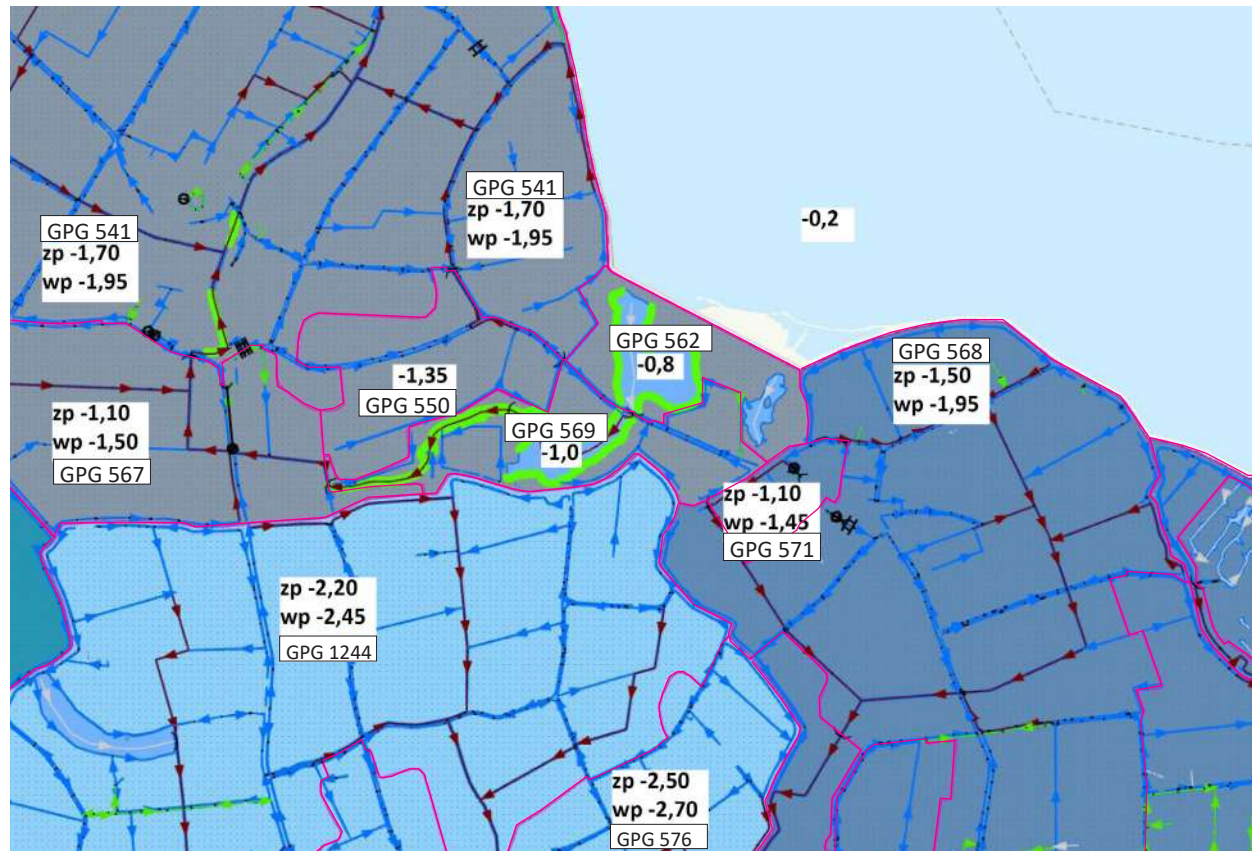 GPG 541
zp -1,70
wp -1,95
GPG 541
zp -1,70
wp -1,95
-0,2
GPG 562
-0,8
GPG 568
zp -1,50
wp -1,95
-1,35
GPG 550
GPG 569
-1,0
zp -1,10
wp -1,50
GPG 567
zp -1,10
wp -1,45
GPG 571
zp -2,20
wp -2,45
GPG 1244
zp -2,50
wp -2,70
GPG 576